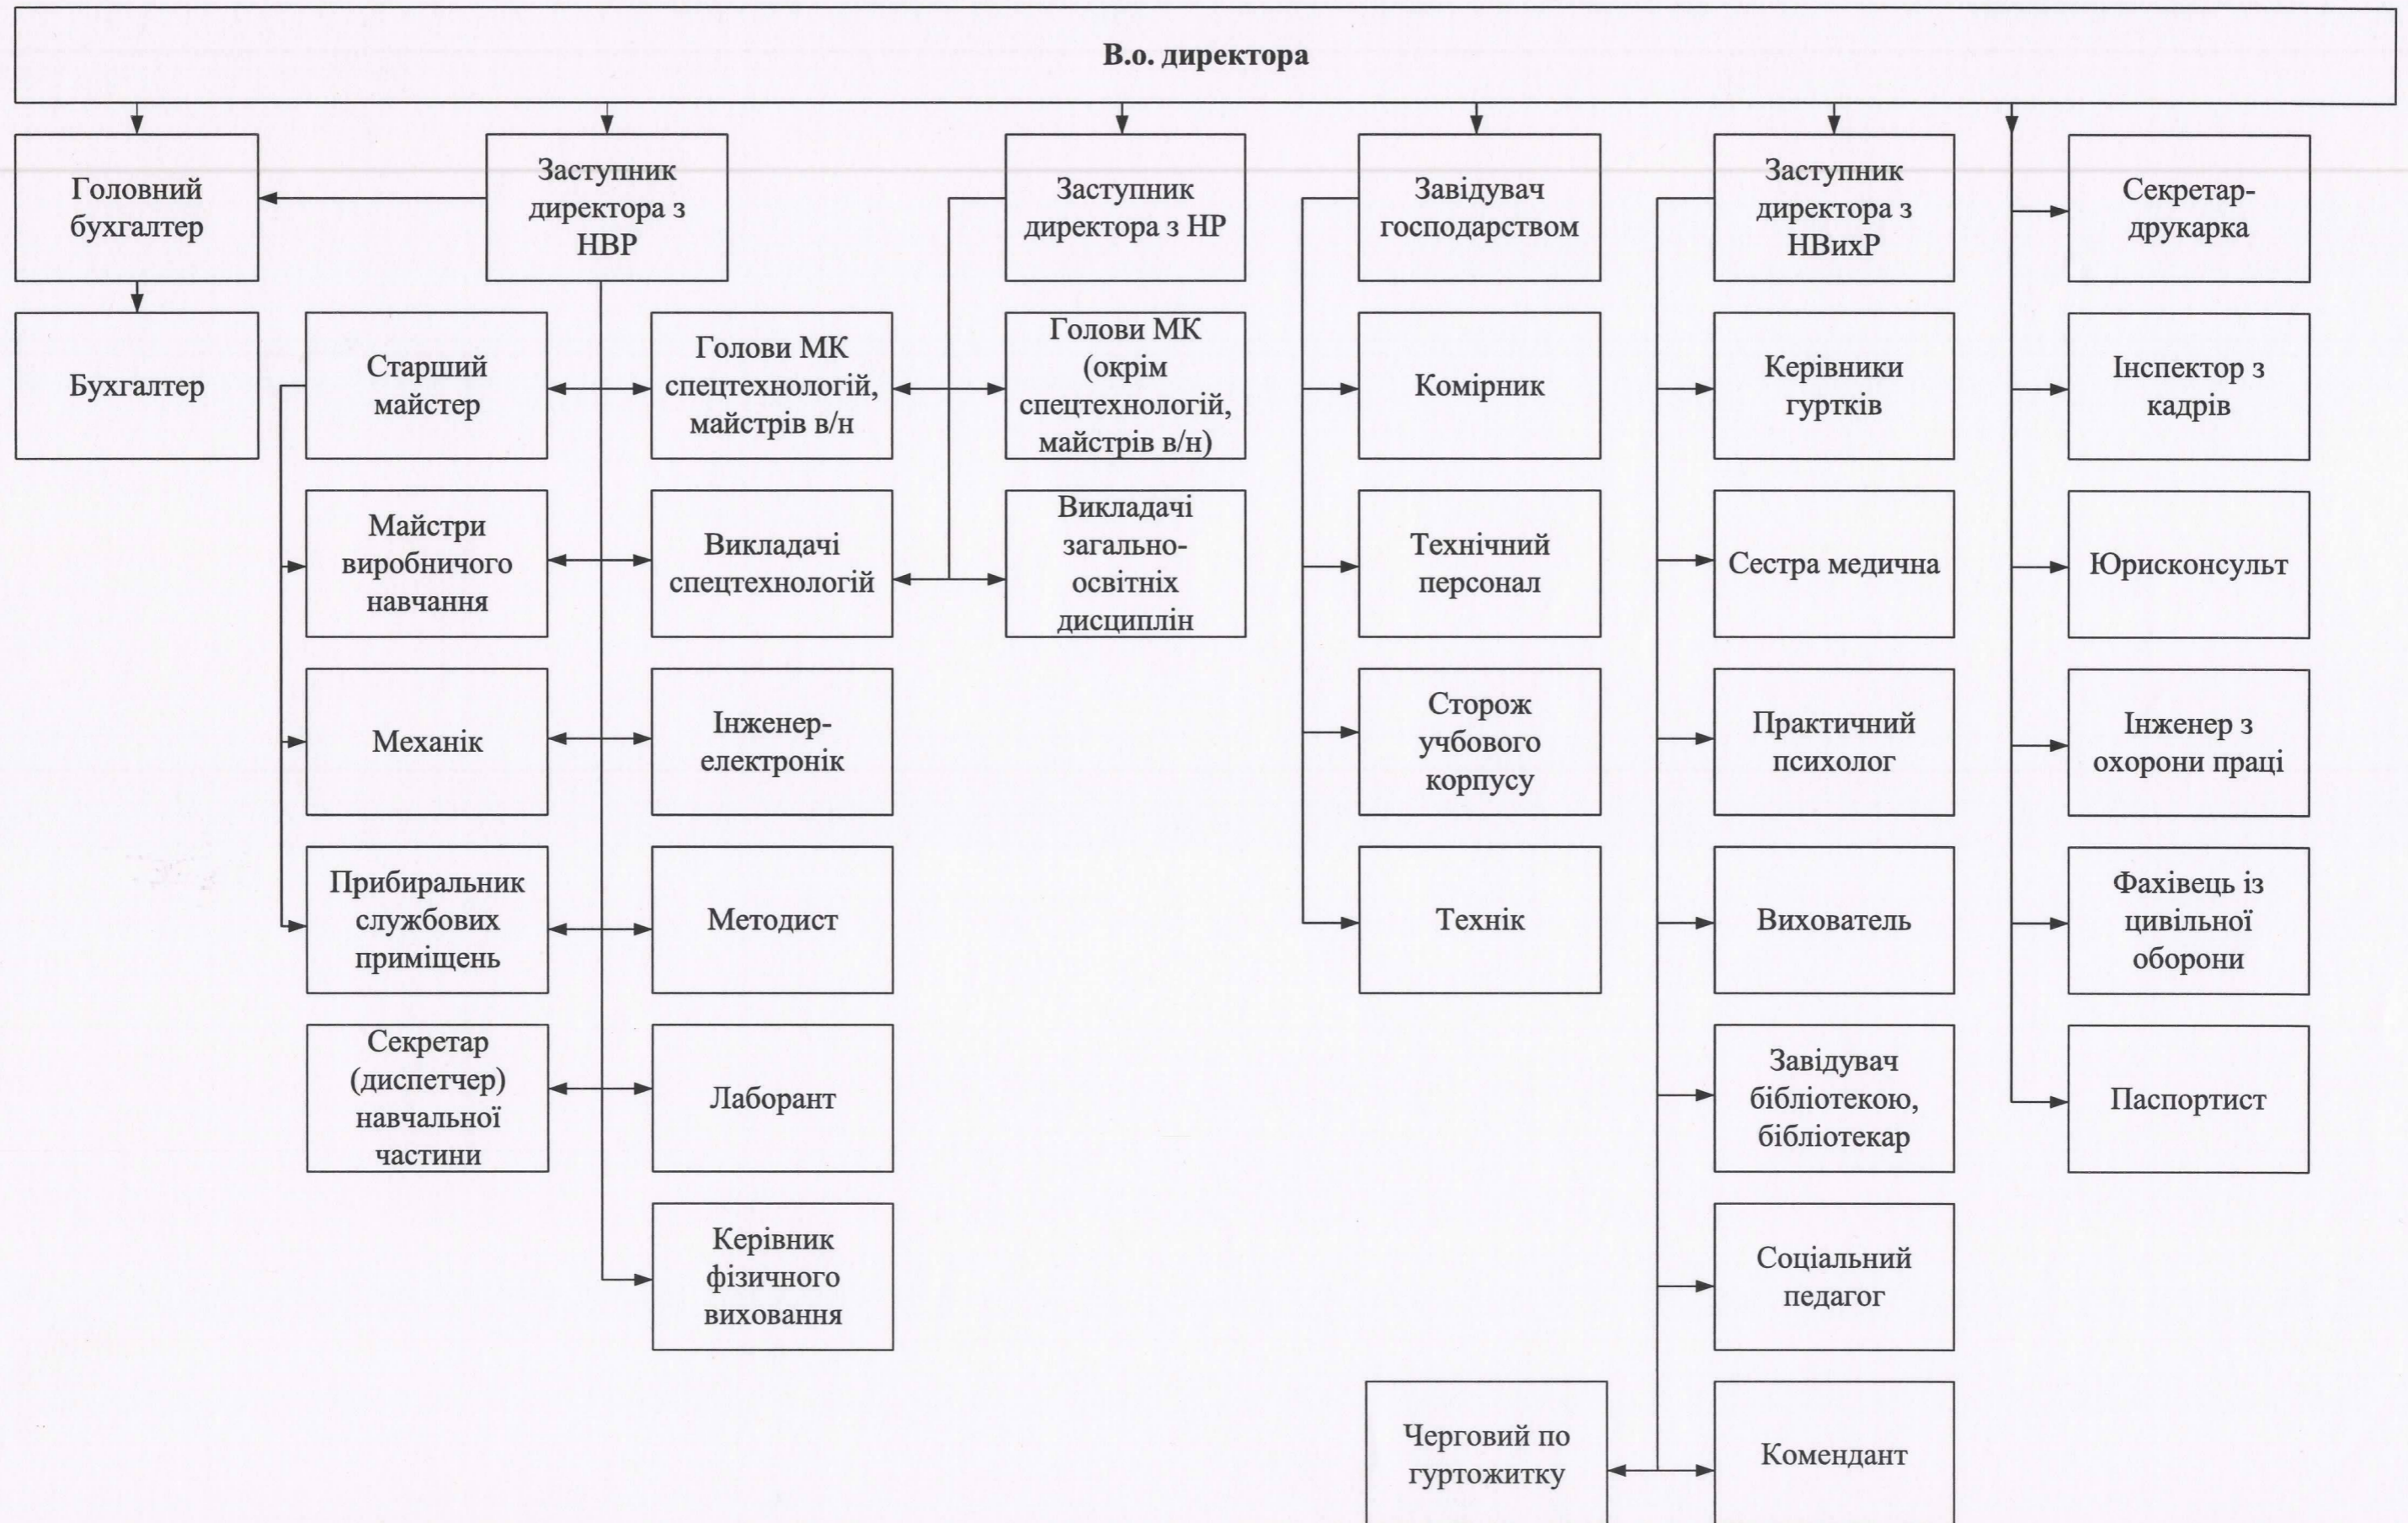 В.о. директора
Головний
бухгалтер
Заступник
директора з
НВР
Заступник
директора з НР
Завідувач
господарством
Заступник
директора з
НВихР
Секретар-
друкарка
Бухгалтер
Старший
майстер
Голови МК
спецтехнологій,
майстрів в/н
Голови МК
(окрім
спецтехнологій,
майстрів в/н)
Комірник
Керівники
гуртків
Інспектор з
кадрів
Майстри
виробничого
навчання
Викладачі
спецтехнологій
Викладачі
загально-
освітніх
дисциплін
Технічний
персонал
Сестра медична
Юрисконсульт
Механік
Інженер-
електронік
Сторож
учбового
корпусу
Практичний
психолог
Інженер з
охорони праці
Прибиральник
службових
приміщень
Методист
Технік
Вихователь
Фахівець із
цивільної
оборони
Секретар
(диспетчер)
навчальної
частини
Лаборант
Завідувач
бібліотекою,
бібліотекар
Паспортист
Керівник
фізичного
виховання
Соціальний
педагог
Черговий по
гуртожитку
Комендант